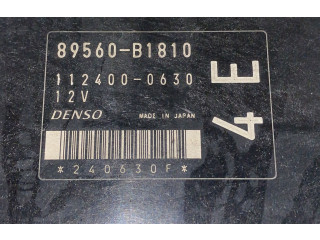 89560-B1810
112400-0630
12V
DENSO MADE IN JAPAN
*240630F*
4E